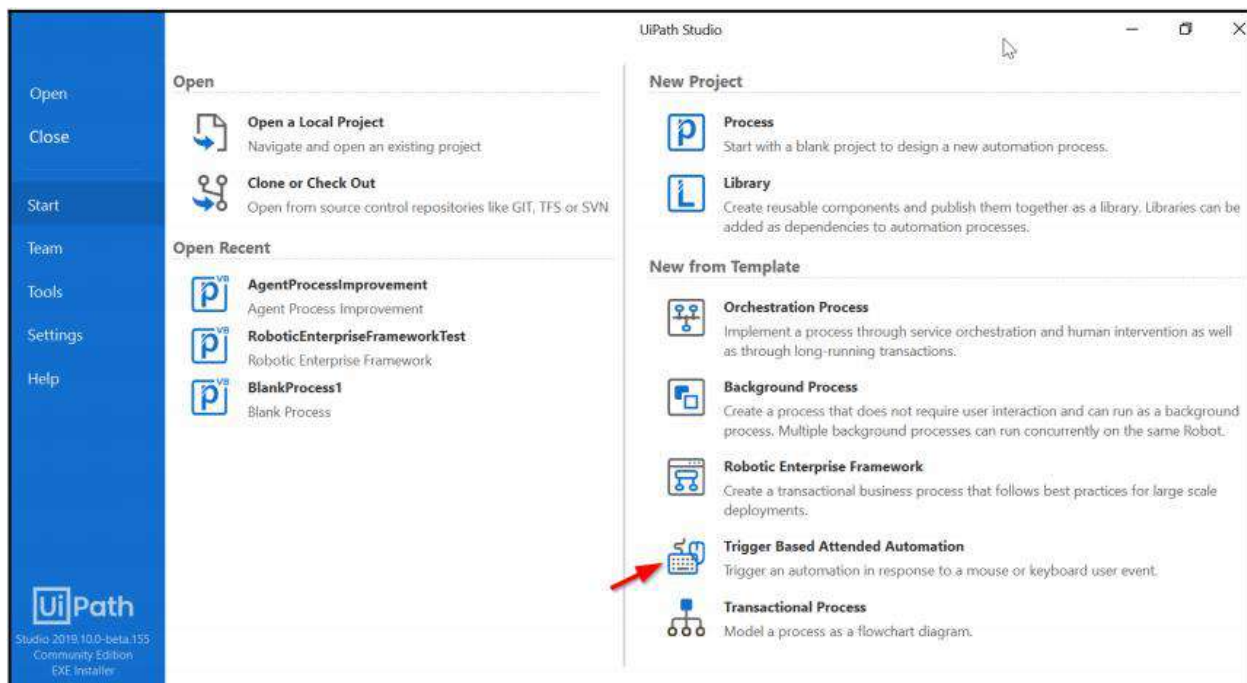 UiPath Studio
Open
Close
Start
Team
Tools
Settings
Help
UiPath
Studio 2019.10.0-beta.155
Community Edition
EXE Installer
Open
Open a Local Project
Navigate and open an existing project
Clone or Check Out
Open from source control repositories like GIT, TFS or SVN
Open Recent
VB
AgentProcessImprovement
Agent Process Improvement
VB
RoboticEnterpriseFrameworkTest
Robotic Enterprise Framework
VB
BlankProcess1
Blank Process
New Project
Process
Start with a blank project to design a new automation process.
Library
Create reusable components and publish them together as a library. Libraries can be
added as dependencies to automation processes.
New from Template
Orchestration Process
Implement a process through service orchestration and human intervention as well
as through long-running transactions.
Background Process
Create a process that does not require user interaction and can run as a background
process. Multiple background processes can run concurrently on the same Robot.
Robotic Enterprise Framework
Create a transactional business process that follows best practices for large scale
deployments.
Trigger Based Attended Automation
Trigger an automation in response to a mouse or keyboard user event.
Transactional Process
Model a process as a flowchart diagram.